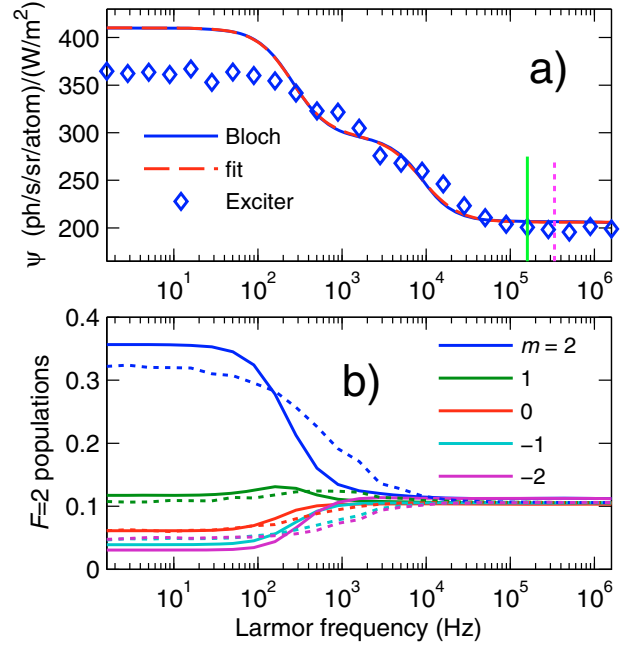 a)
400
350
300
250
200
ψ (ph/s/sr/atom)/(W/m²)
Bloch
fit
Exciter
10¹ 10² 10³ 10⁴ 10⁵ 10⁶
b)
0.4
0.3
0.2
0.1
0
F=2 populations
m = 2
1
0
−1
−2
10¹ 10² 10³ 10⁴ 10⁵ 10⁶
Larmor frequency (Hz)